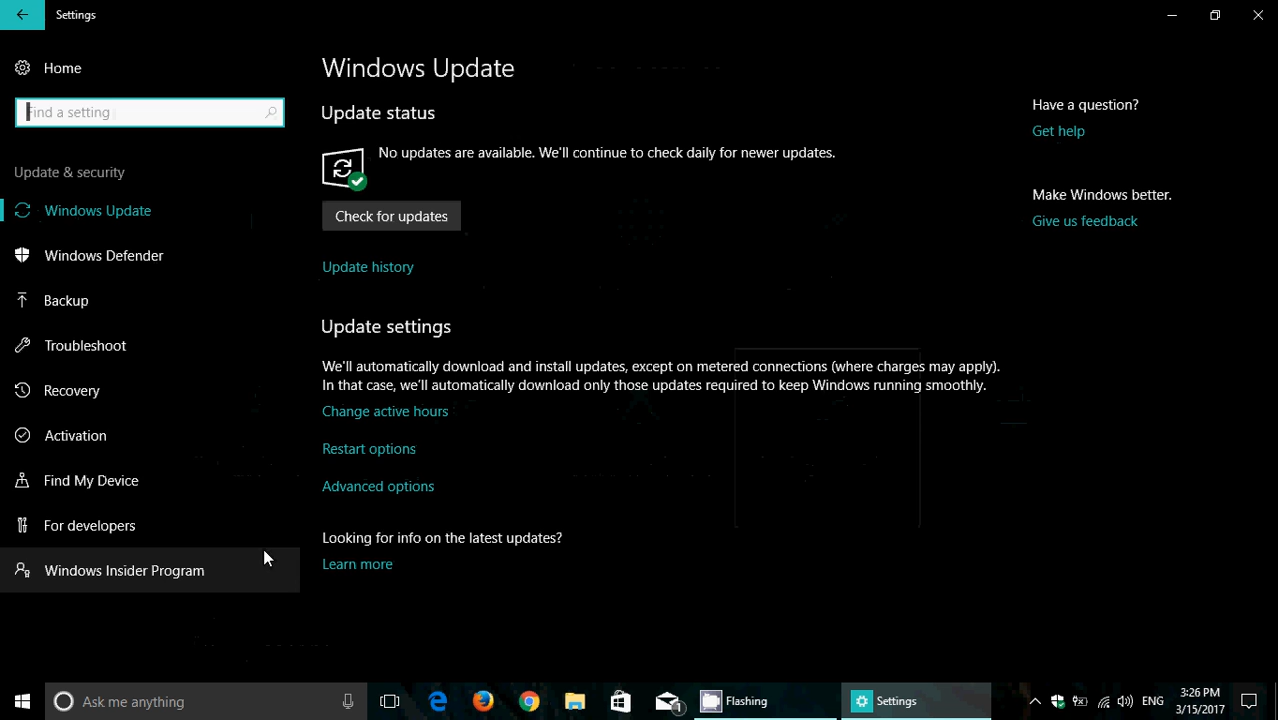 Settings
Home
Find a setting
Update & security
Windows Update
Windows Defender
Backup
Troubleshoot
Recovery
Activation
Find My Device
For developers
Windows Insider Program
Windows Update
Update status
No updates are available. We'll continue to check daily for newer updates.
Check for updates
Update history
Update settings
We'll automatically download and install updates, except on metered connections (where charges may apply).
In that case, we'll automatically download only those updates required to keep Windows running smoothly.
Change active hours
Restart options
Advanced options
Looking for info on the latest updates?
Learn more
Have a question?
Get help
Make Windows better.
Give us feedback
Ask me anything
1
Flashing
Settings
ENG
3:26 PM
3/15/2017